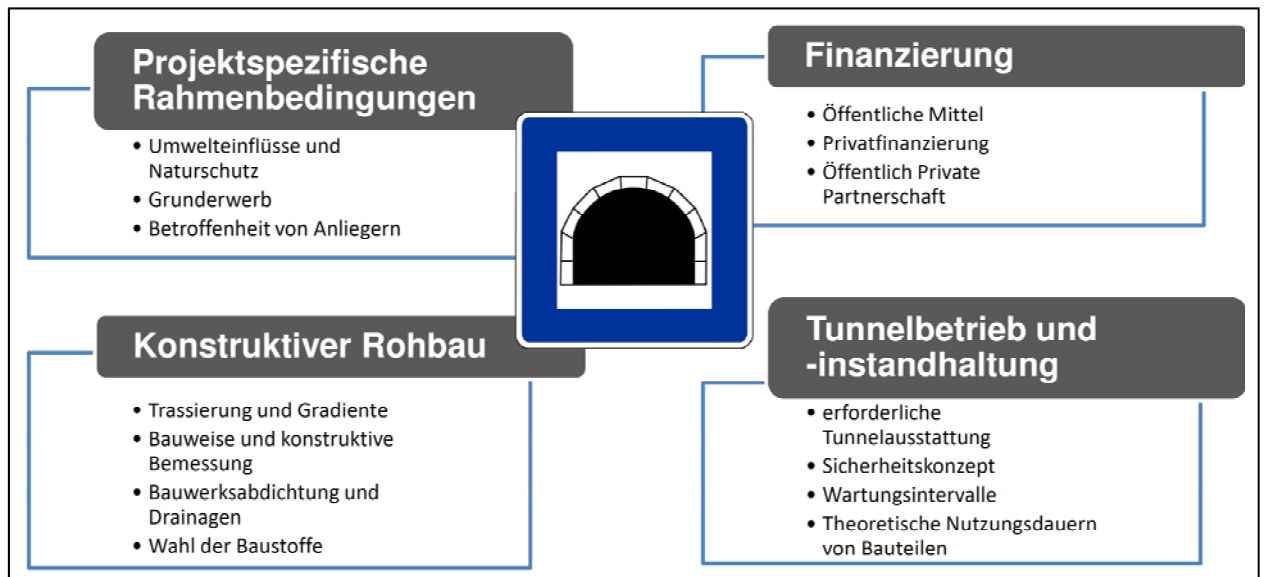 Projektspezifische
Rahmenbedingungen
• Umwelteinflüsse und
Naturschutz
• Grunderwerb
• Betroffenheit von Anliegern
Finanzierung
• Öffentliche Mittel
• Privatfinanzierung
• Öffentlich Private
Partnerschaft
Konstruktiver Rohbau
• Trassierung und Gradiente
• Bauweise und konstruktive
Bemessung
• Bauwerksabdichtung und
Drainagen
• Wahl der Baustoffe
Tunnelbetrieb und
-instandhaltung
• erforderliche
Tunnelausstattung
• Sicherheitskonzept
• Wartungsintervalle
• Theoretische Nutzungsdauern
von Bauteilen